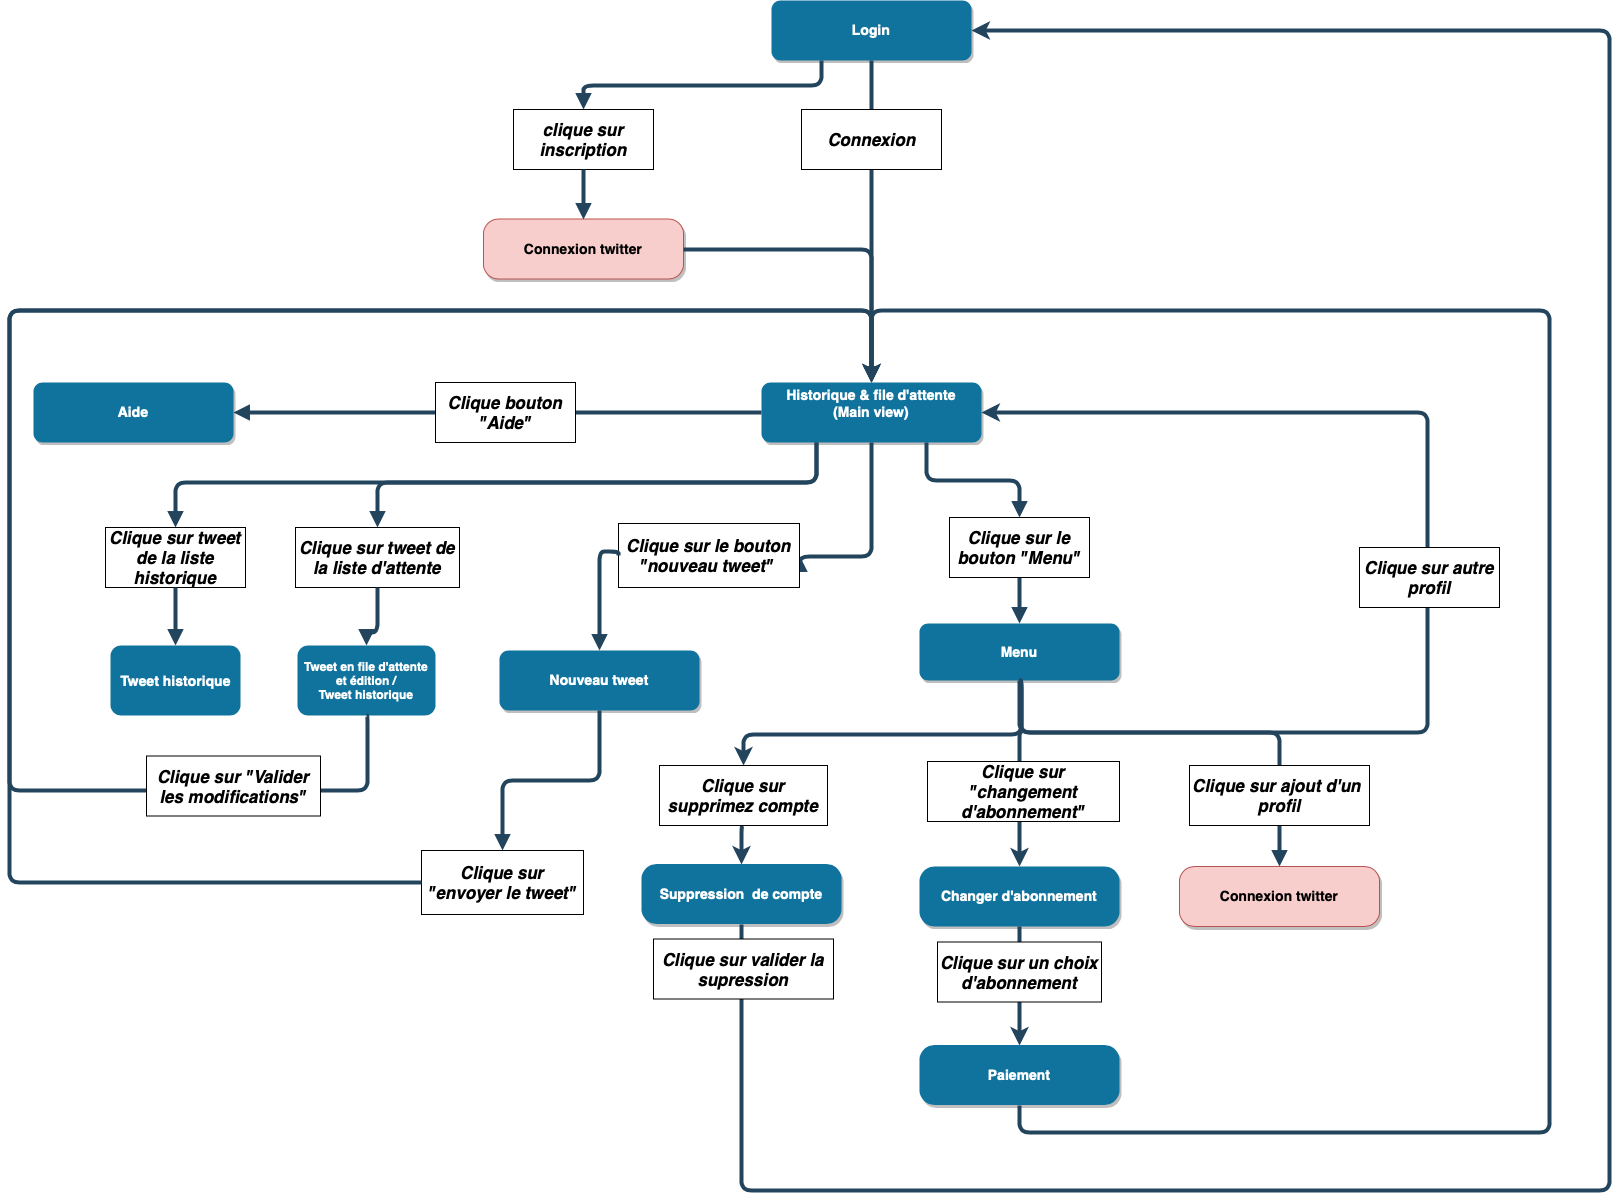 Login
clique sur
inscription
Connexion
Connexion twitter
Aide
Clique bouton
"Aide"
Historique & file d'attente
(Main view)
Clique sur tweet
de la liste
historique
Clique sur tweet de
la liste d'attente
Clique sur le bouton
"nouveau tweet"
Clique sur le
bouton "Menu"
Clique sur autre
profil
Tweet historique
Tweet en file d'attente
et édition /
Tweet historique
Nouveau tweet
Menu
Clique sur "Valider
les modifications"
Clique sur
supprimez compte
Clique sur
"changement
d'abonnement"
Clique sur ajout d'un
profil
Clique sur
"envoyer le tweet"
Suppression de compte
Changer d'abonnement
Connexion twitter
Clique sur valider la
supression
Clique sur un choix
d'abonnement
Paiement